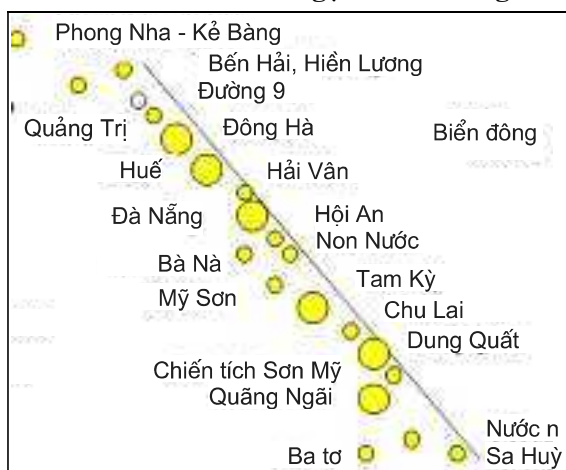 Phong Nha - Kẻ Bàng
Bến Hải, Hiền Lương
Đường 9
Quảng Trị
Đông Hà
Biển đông
Huế
Hải Vân
Đà Nẵng
Hội An
Non Nước
Bà Nà
Tam Kỳ
Mỹ Sơn
Chu Lai
Dung Quất
Chiến tích Sơn Mỹ
Quãng Ngãi
Nước n
Ba tơ
Sa Huỳ